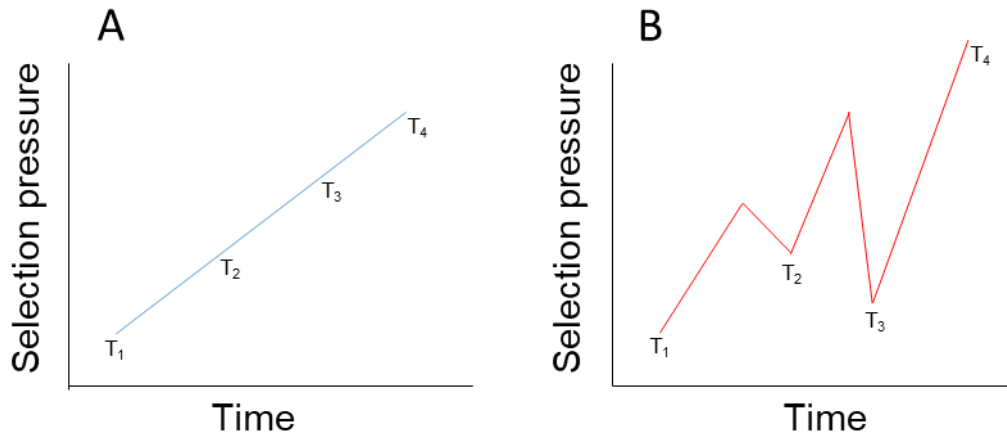 A
Selection pressure
T₁
T₂
T₃
T₄
Time
B
Selection pressure
T₁
T₂
T₃
T₄
Time